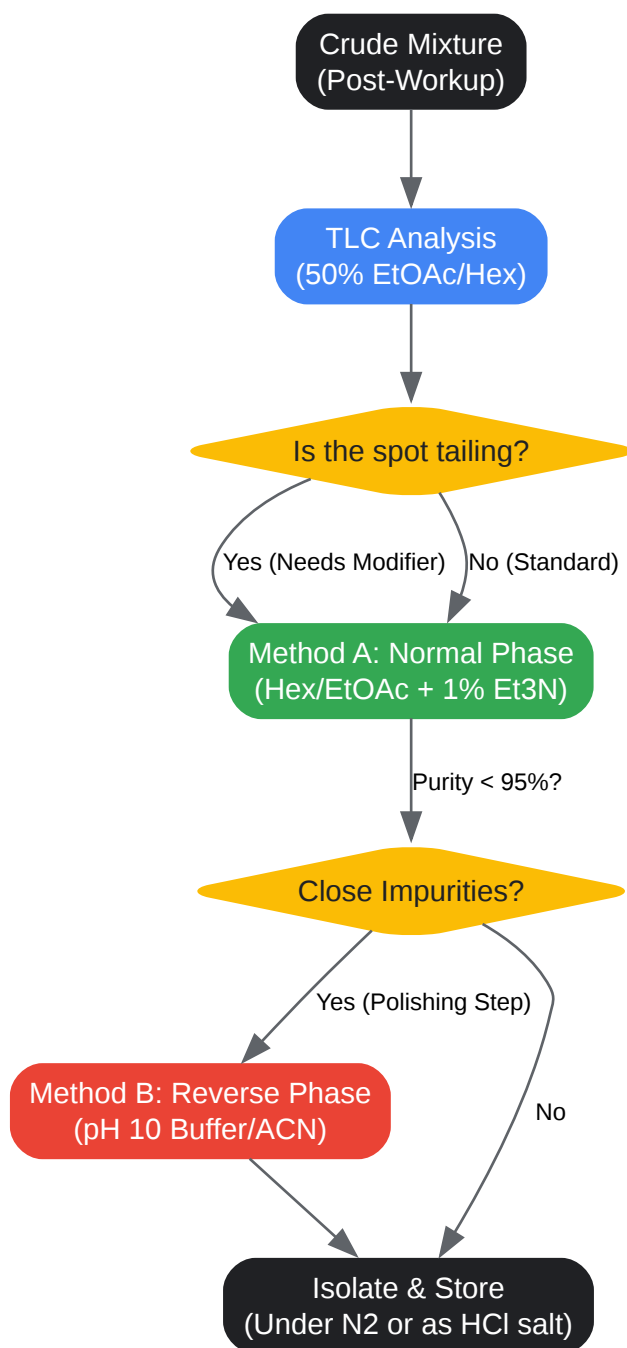 Crude Mixture
(Post-Workup)
TLC Analysis
(50% EtOAc/Hex)
Is the spot tailing?
Yes (Needs Modifier)
No (Standard)
Method A: Normal Phase
(Hex/EtOAc + 1% Et3N)
Purity < 95%?
Close Impurities?
Yes (Polishing Step)
Method B: Reverse Phase
(pH 10 Buffer/ACN)
No
Isolate & Store
(Under N2 or as HCl salt)